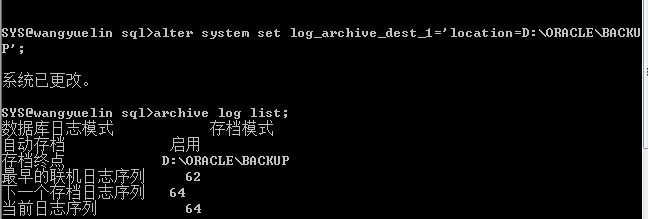 SYS@wangyuelin sql>alter system set log_archive_dest_1='location=D:\ORACLE\BACKU
P';
系统已更改。
SYS@wangyuelin sql>archive log list;
数据库日志模式 存档模式
自动存档 启用
存档终点 D:\ORACLE\BACKUP
最早的联机日志序列 62
下一个存档日志序列 64
当前日志序列 64